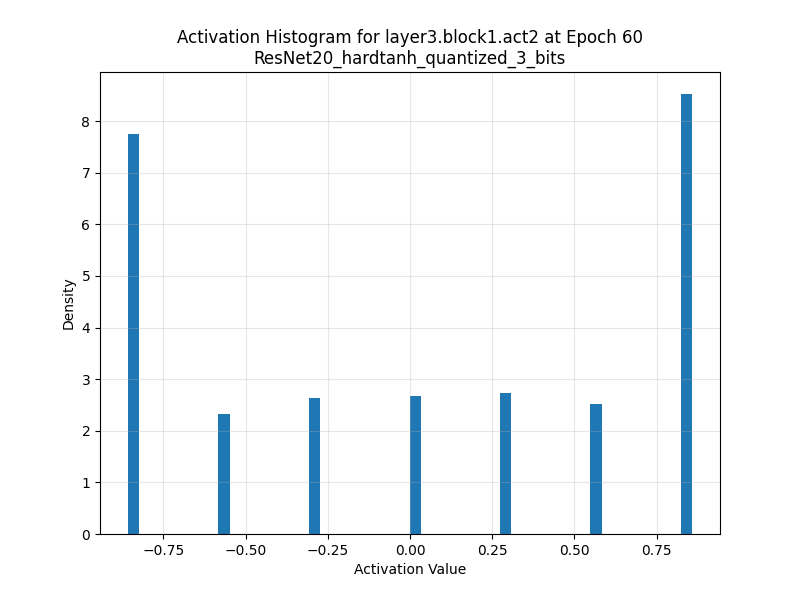 Activation Histogram for layer3.block1.act2 at Epoch 60
ResNet20_hardtanh_quantized_3_bits
8
7
6
5
4
3
2
1
0
Density
−0.75 −0.50 −0.25 0.00 0.25 0.50 0.75
Activation Value